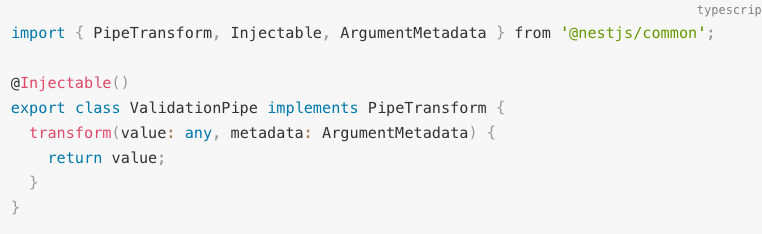 typescrip
import { PipeTransform, Injectable, ArgumentMetadata } from '@nestjs/common';
@Injectable()
export class ValidationPipe implements PipeTransform {
  transform(value: any, metadata: ArgumentMetadata) {
    return value;
  }
}